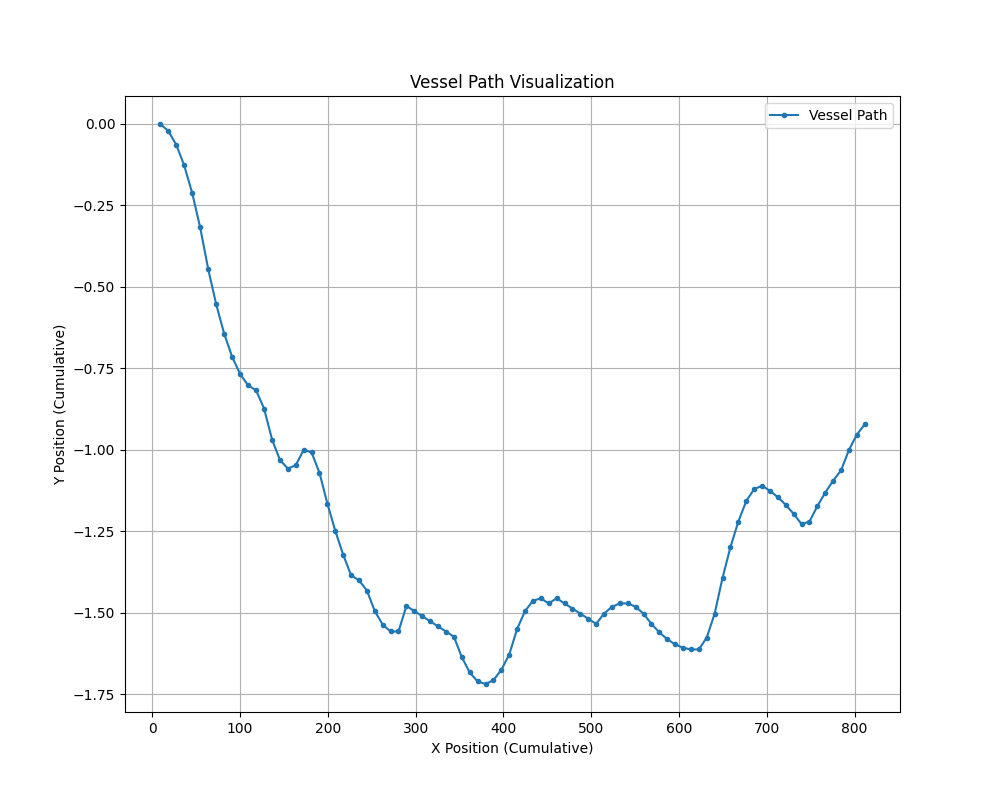 Vessel Path Visualization
Vessel Path
0.00
−0.25
−0.50
−0.75
−1.00
−1.25
−1.50
−1.75
Y Position (Cumulative)
0 100 200 300 400 500 600 700 800
X Position (Cumulative)